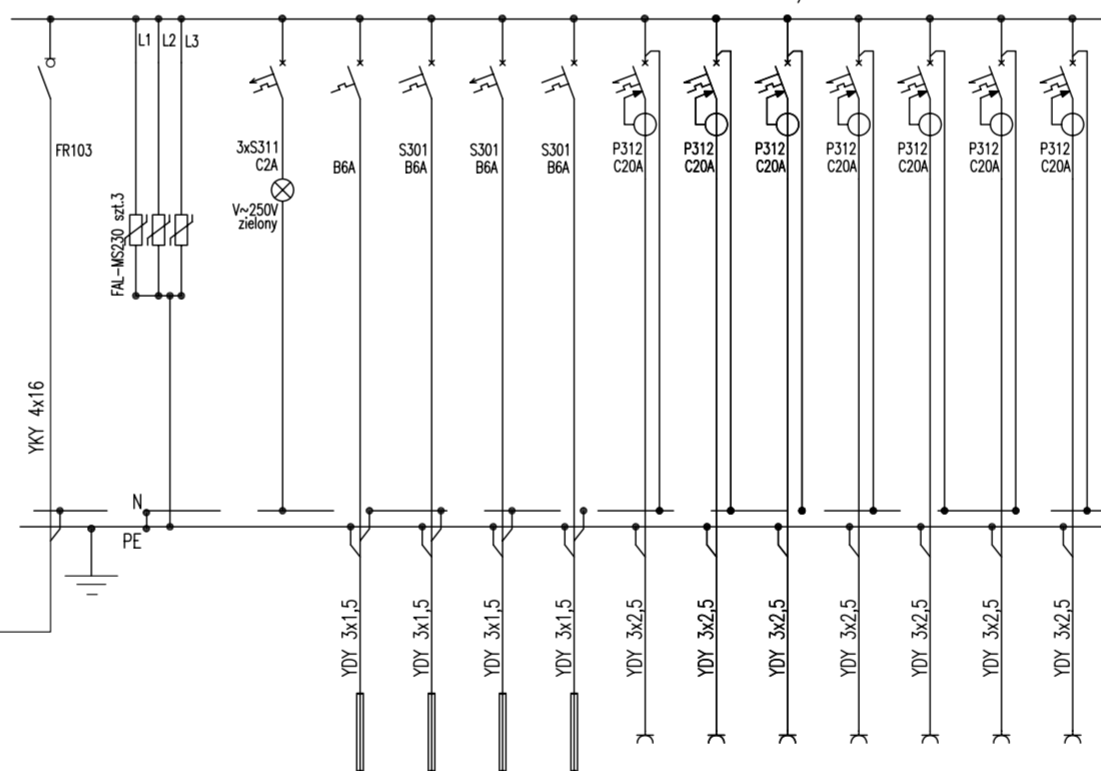 L1
L2
L3
FR103
YKY 4x16
FAL-MS230 szt.3
3xS311
C2A
V~250V
zielony
B6A
S301
B6A
S301
B6A
S301
B6A
P312
C20A
P312
C20A
P312
C20A
P312
C20A
P312
C20A
P312
C20A
P312
C20A
N
PE
YDY 3x1,5
YDY 3x1,5
YDY 3x1,5
YDY 3x1,5
YDY 3x2,5
YDY 3x2,5
YDY 3x2,5
YDY 3x2,5
YDY 3x2,5
YDY 3x2,5
YDY 3x2,5